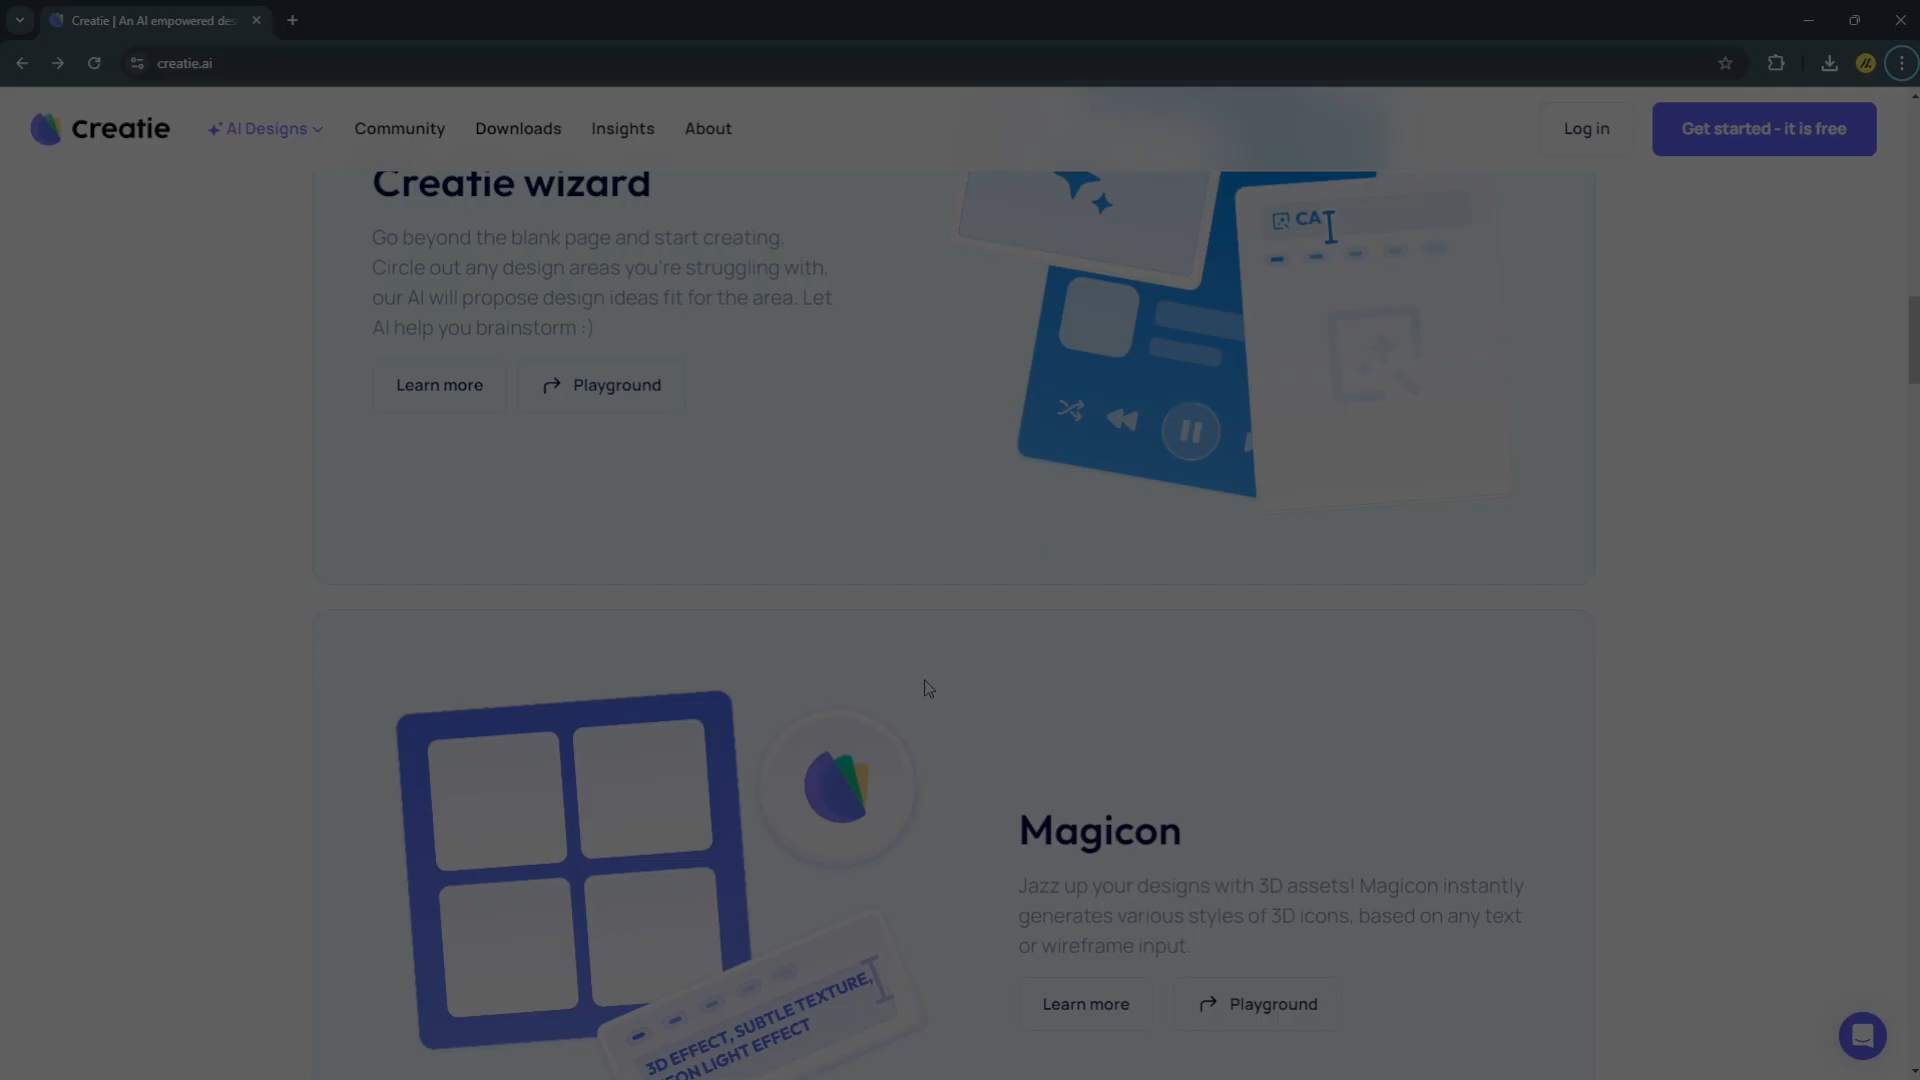 Creatie | An AI empowered des
creatie.ai
Creatie
AI Designs
Community
Downloads
Insights
About
Log in
Get started - it is free
Creatie wizard
Go beyond the blank page and start creating.
Circle out any design areas you're struggling with,
our AI will propose design ideas fit for the area. Let
AI help you brainstorm :)
Learn more
Playground
CAT
Magicon
Jazz up your designs with 3D assets! Magicon instantly
generates various styles of 3D icons, based on any text
or wireframe input.
Learn more
Playground
3D EFFECT, SUBTLE TEXTURE,
ON LIGHT EFFECT